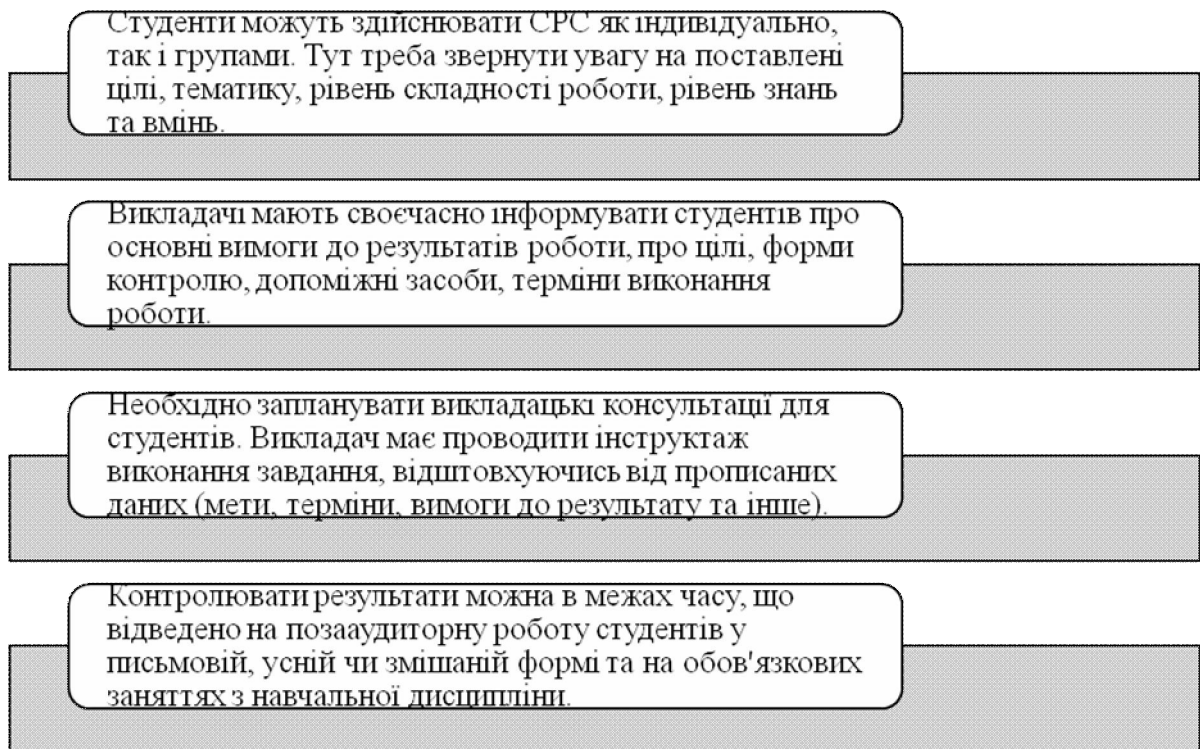 Студенти можуть здійснювати СРС як індивідуально,
так і групами. Тут треба звернути увагу на поставлені
цілі, тематику, рівень складності роботи, рівень знань
та вмінь.
Викладачі мають своєчасно інформувати студентів про
основні вимоги до результатів роботи, про цілі, форми
контролю, допоміжні засоби, терміни виконання
роботи.
Необхідно запланувати викладацькі консультації для
студентів. Викладач має проводити інструктаж
виконання завдання, відштовхуючись від прописаних
даних (мети, терміни, вимоги до результату та інше).
Контролювати результати можна в межах часу, що
відведено на позааудиторну роботу студентів у
письмовій, усній чи змішаній формі та на обов'язкових
заняттях з навчальної дисципліни.